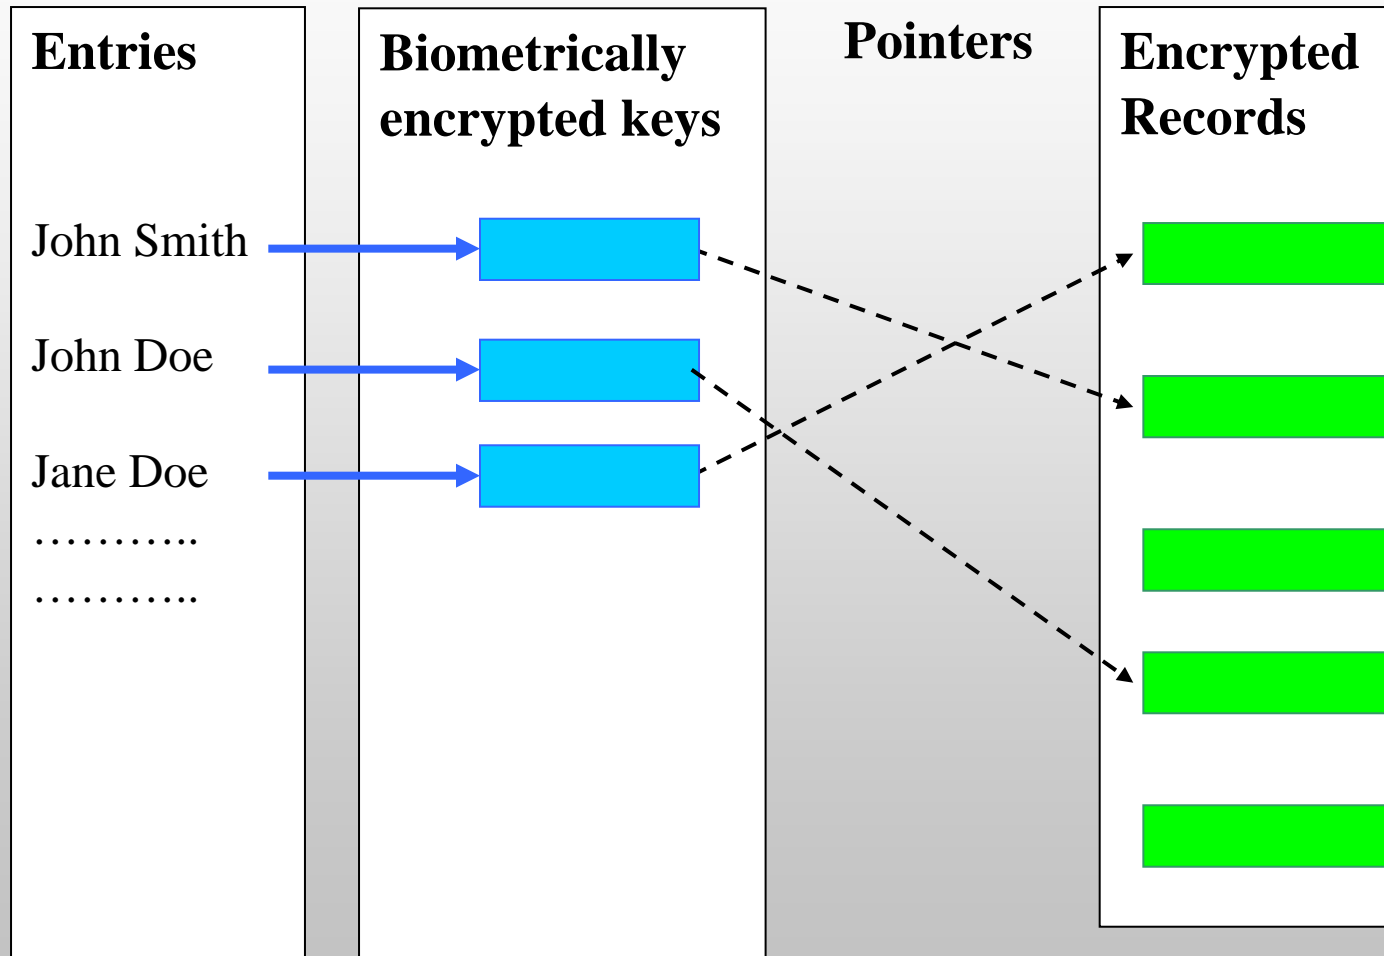 Entries
John Smith
John Doe
Jane Doe
………..
………..
Biometrically
encrypted keys
Pointers
Encrypted
Records